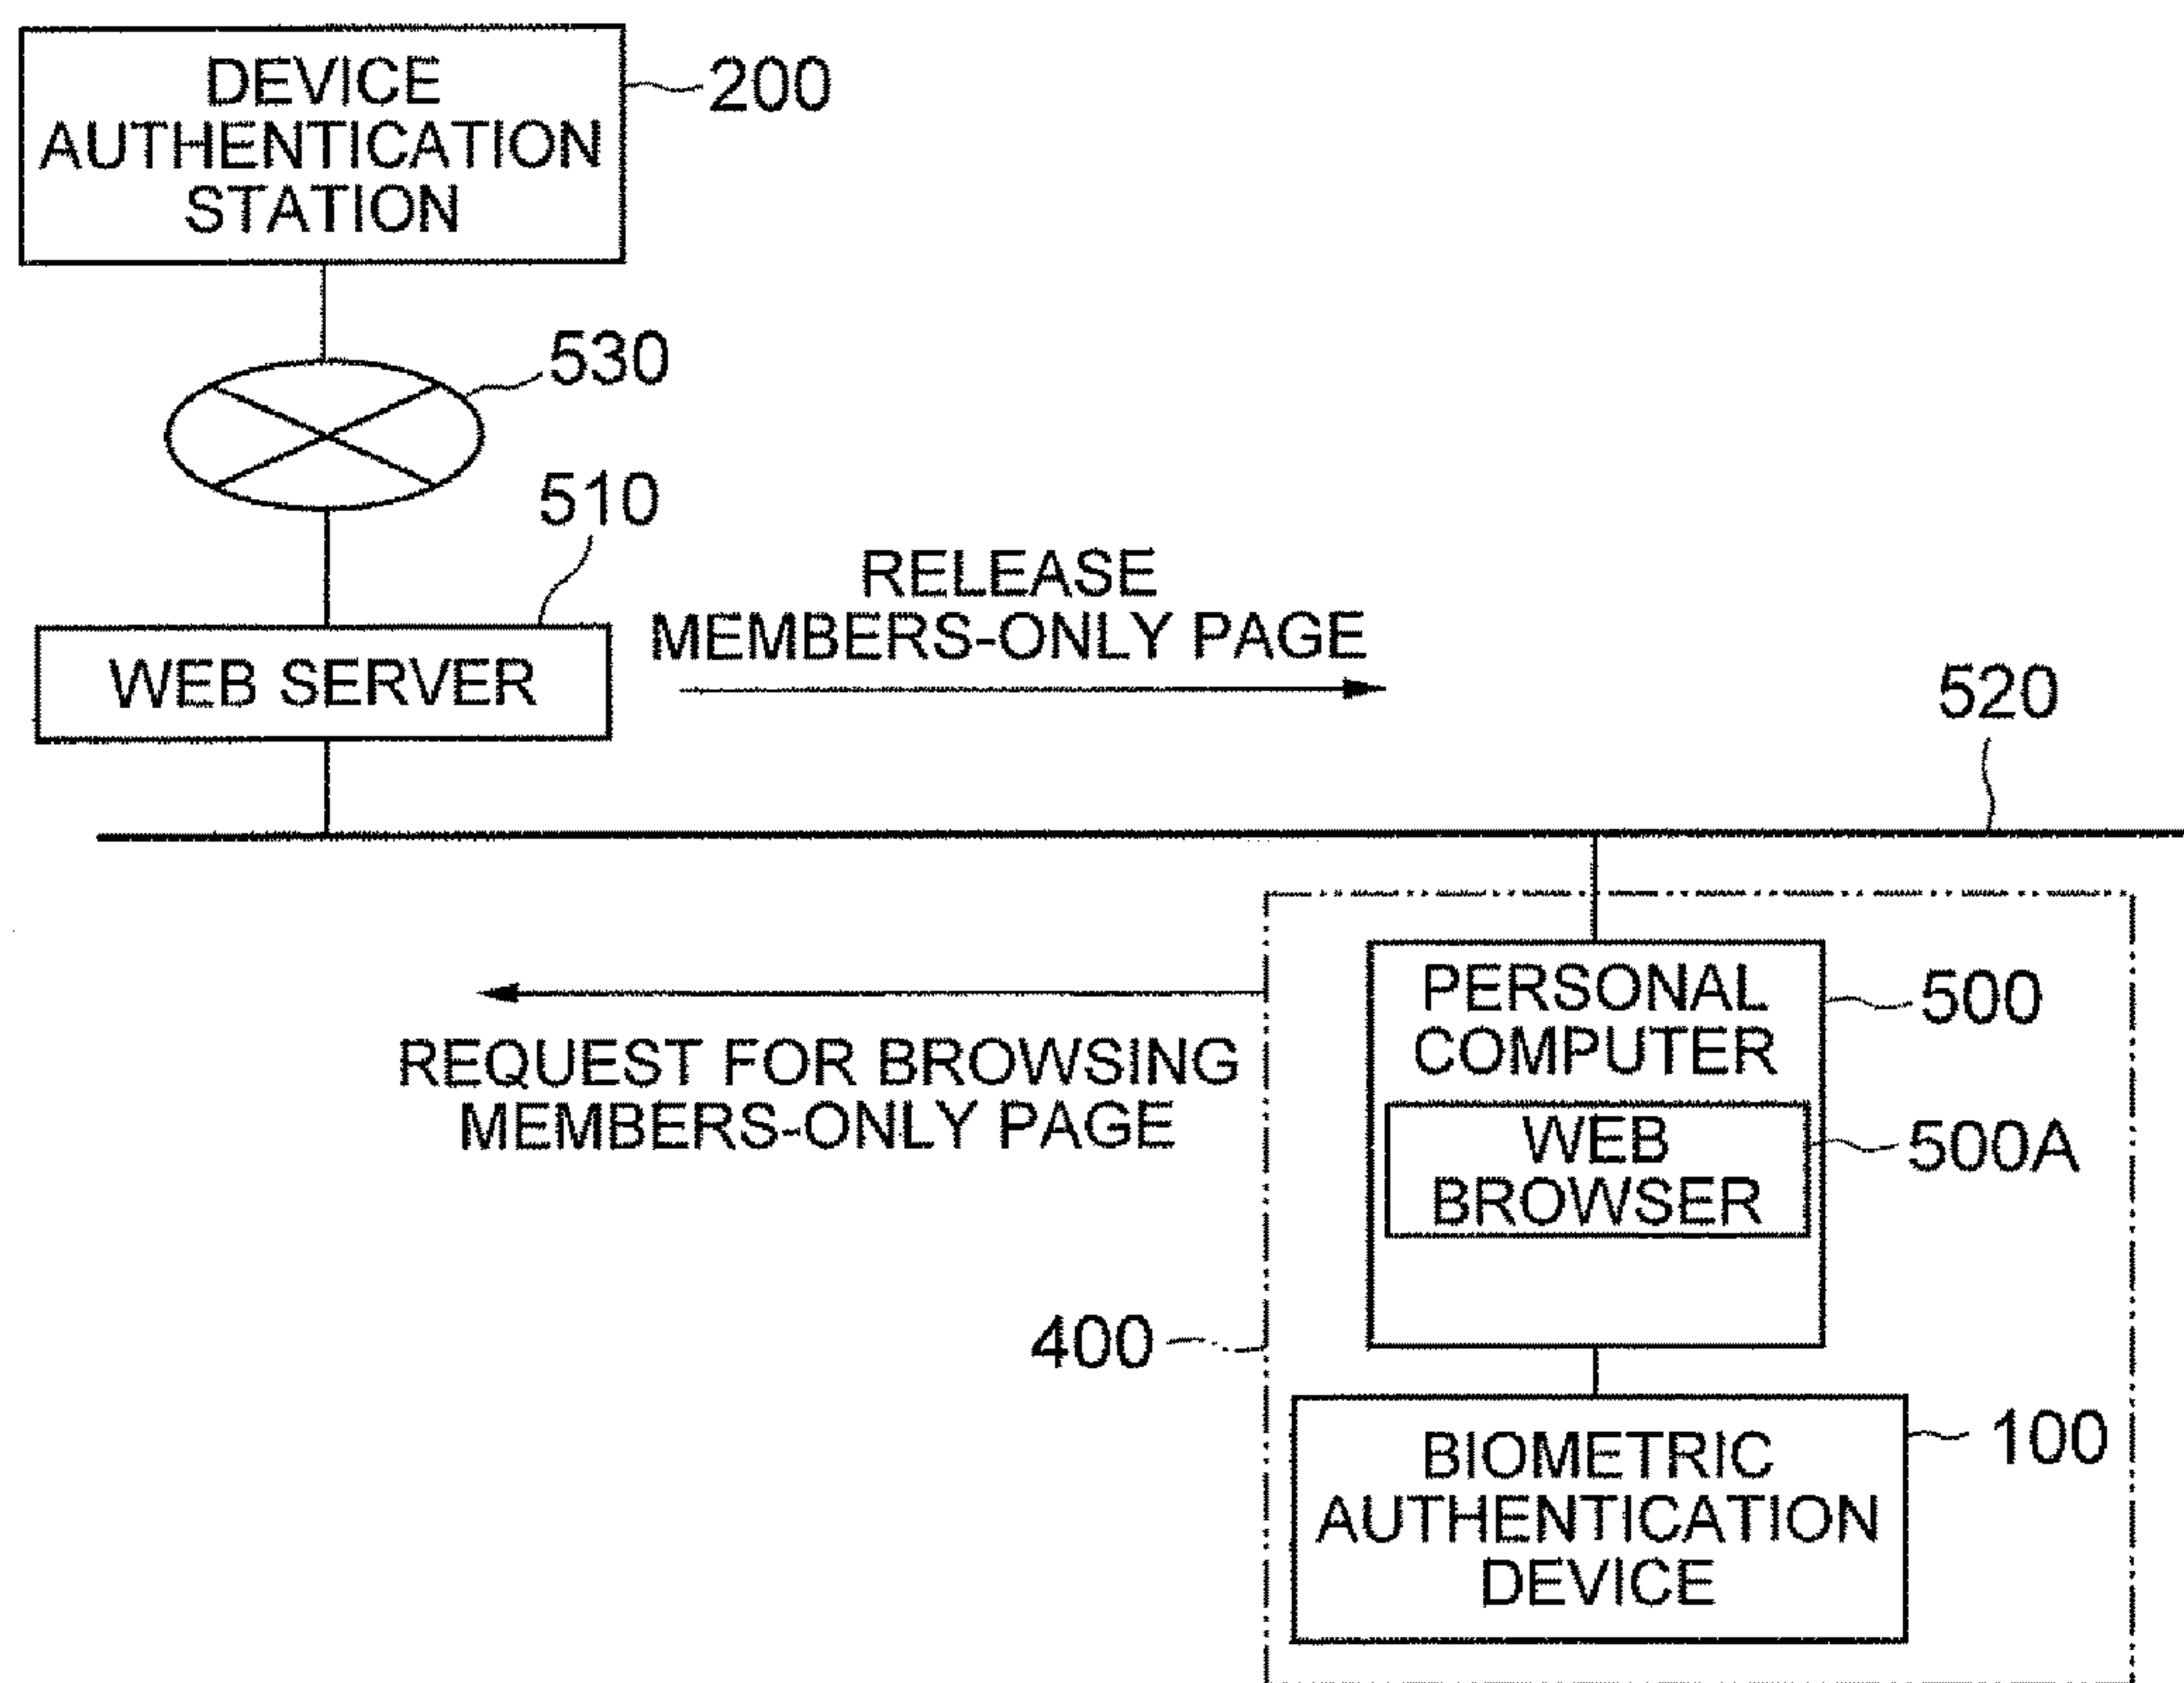 DEVICE
AUTHENTICATION
STATION
200
530
510
RELEASE
MEMBERS-ONLY PAGE
WEB SERVER
520
PERSONAL
COMPUTER
500
REQUEST FOR BROWSING
MEMBERS-ONLY PAGE
WEB
BROWSER
500A
400
BIOMETRIC
AUTHENTICATION
DEVICE
100